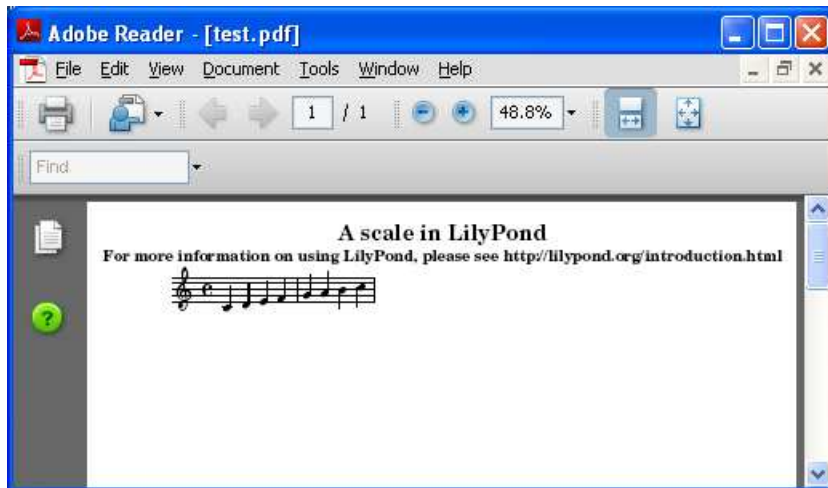 Adobe Reader - [test.pdf]
File Edit View Document Tools Window Help
1 / 1 48.8%
Find
A scale in LilyPond
For more information on using LilyPond, please see http://lilypond.org/introduction.html